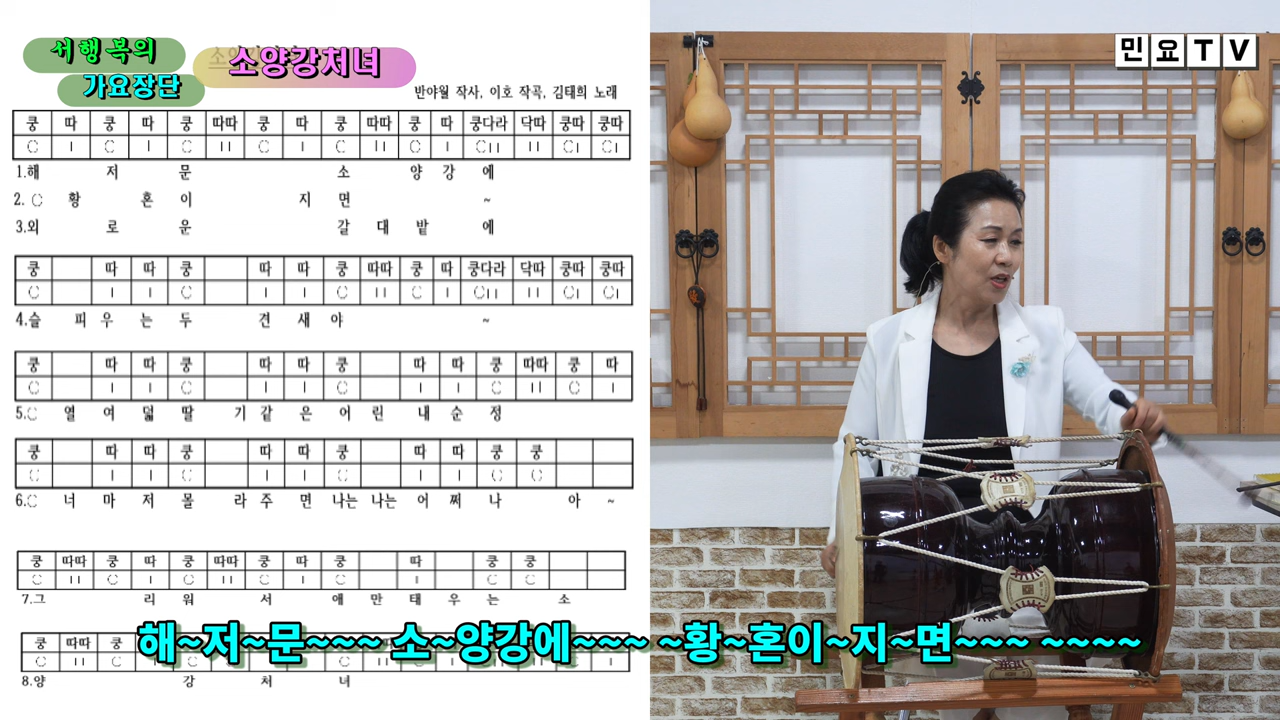 서행복의
가요장단
소양강처녀
민요TV
반야월 작사, 이호 작곡, 김태희 노래
쿵 따 쿵 따 쿵 따따 쿵 따 쿵 따따 쿵 따 쿵다라 닥따 쿵따 쿵따
1.해 저 문 소 양 강 에
2. 황 혼 이 지 면 ~
3.외 로 운 갈 대 밭 에
쿵 따 따 쿵 따 따 쿵 따따 쿵 따 쿵다라 닥따 쿵따 쿵따
4.슬 피 우 는 두 견 새 야 ~
쿵 따 따 쿵 따 따 쿵 따 따 쿵 따따 쿵 따
5. 열 여 덟 딸 기 같 은 어 린 내 순 정
쿵 따 따 쿵 따 따 쿵 따 따 쿵 쿵
6. 너 마 저 몰 라 주 면 나는 나는 어 쩌 나 아 ~
쿵 따따 쿵 따 쿵 따따 쿵 따 쿵 따 쿵 쿵
7.그 리 워 서 애 만 태 우 는 소
쿵 따따 쿵
해~저~문~~~~ 소~양강에~~~~ ~황~혼이~지~면~~~~ ~~~~
8.양 강 처 녀